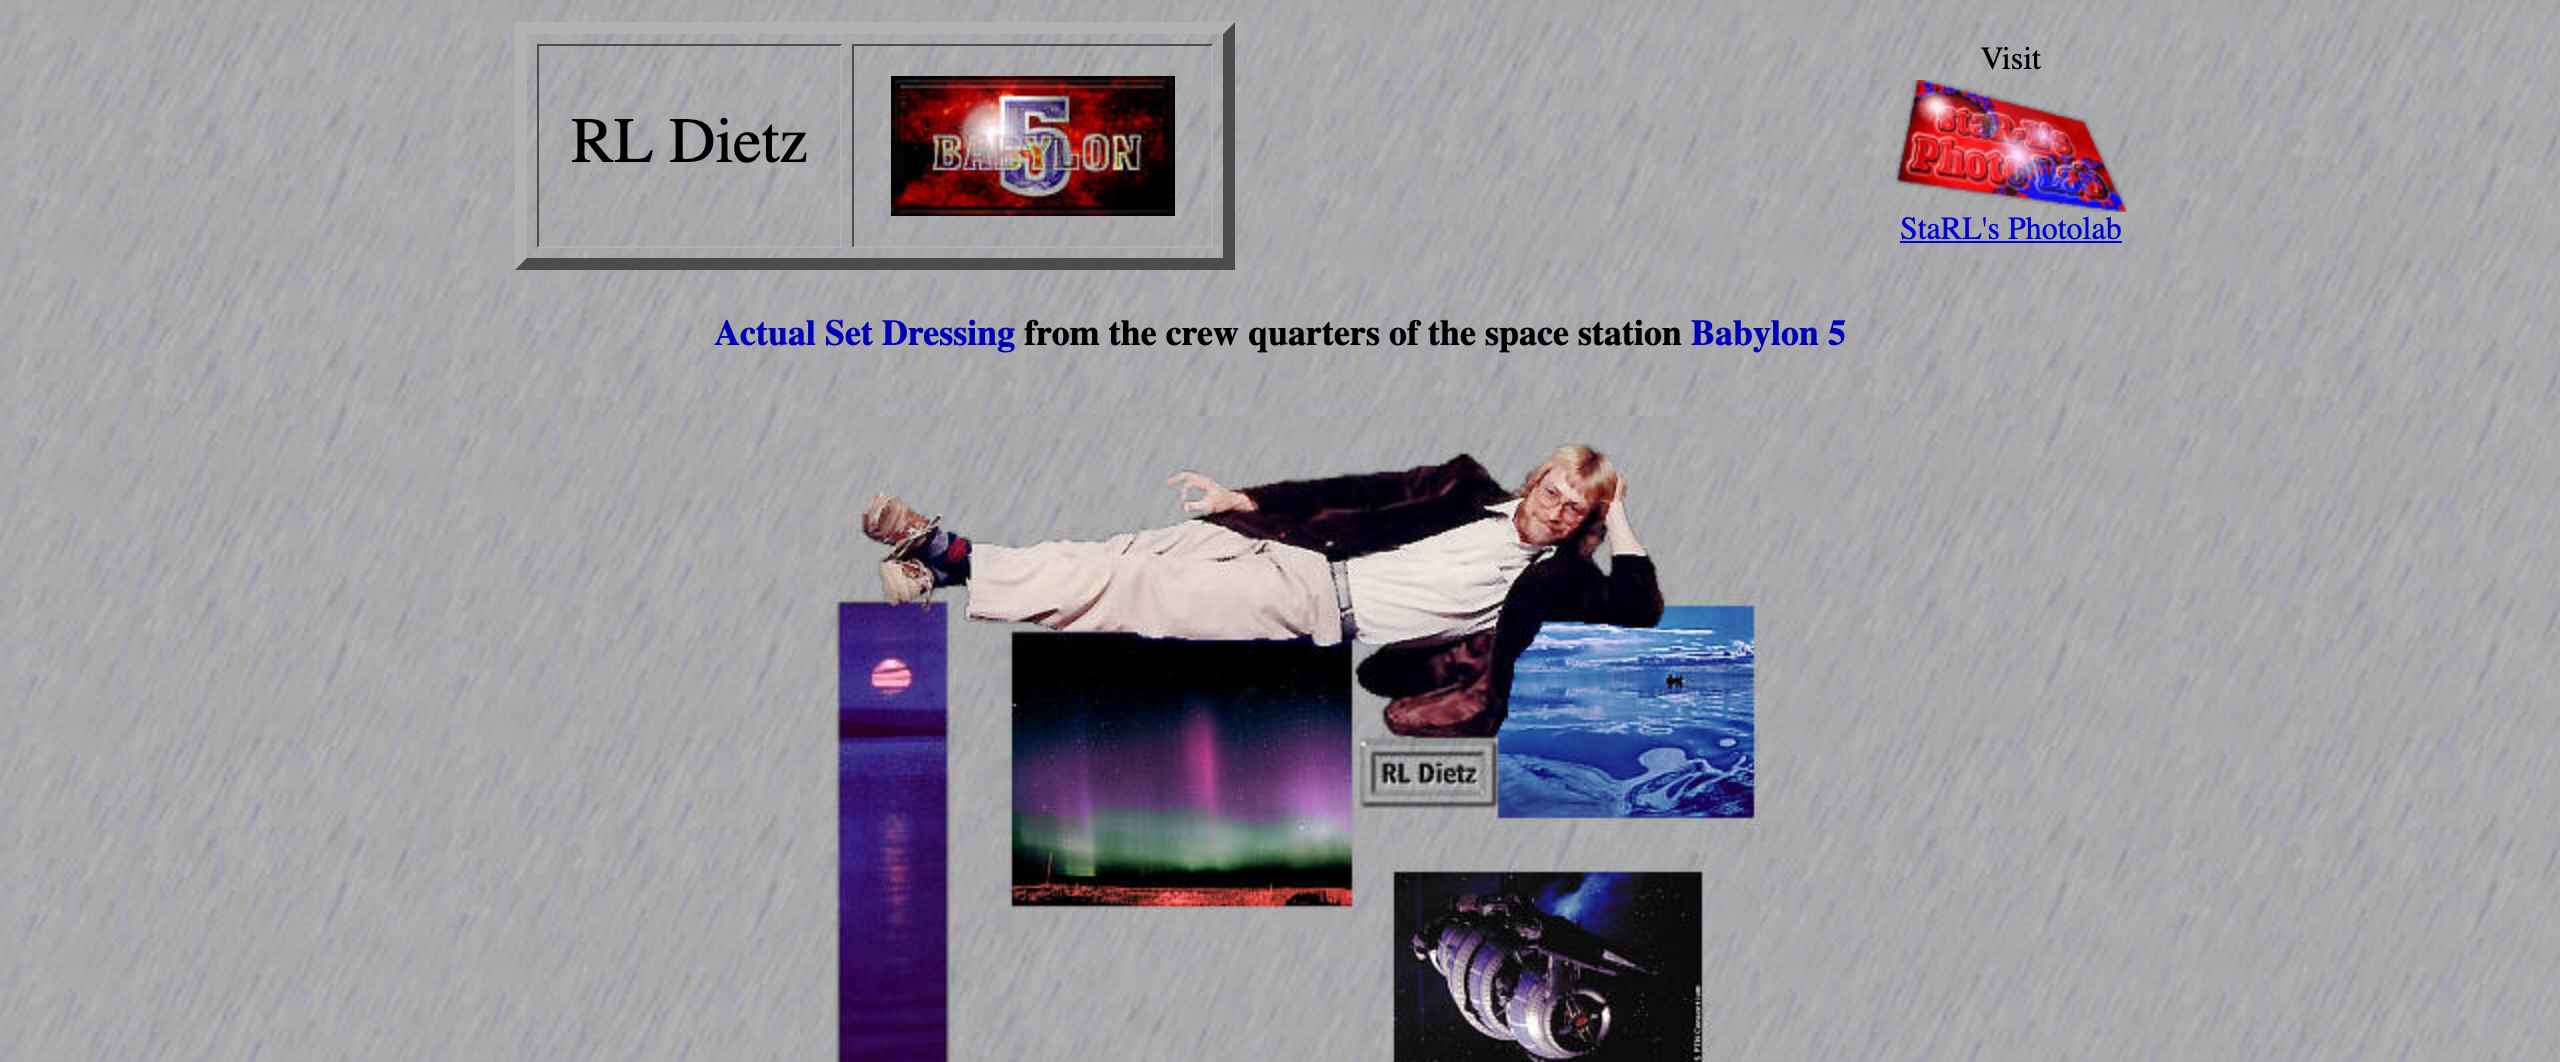 RL Dietz
5
BABYLON
Visit
StaRL's
PhotoLab
StaRL's Photolab
Actual Set Dressing from the crew quarters of the space station Babylon 5
RL Dietz